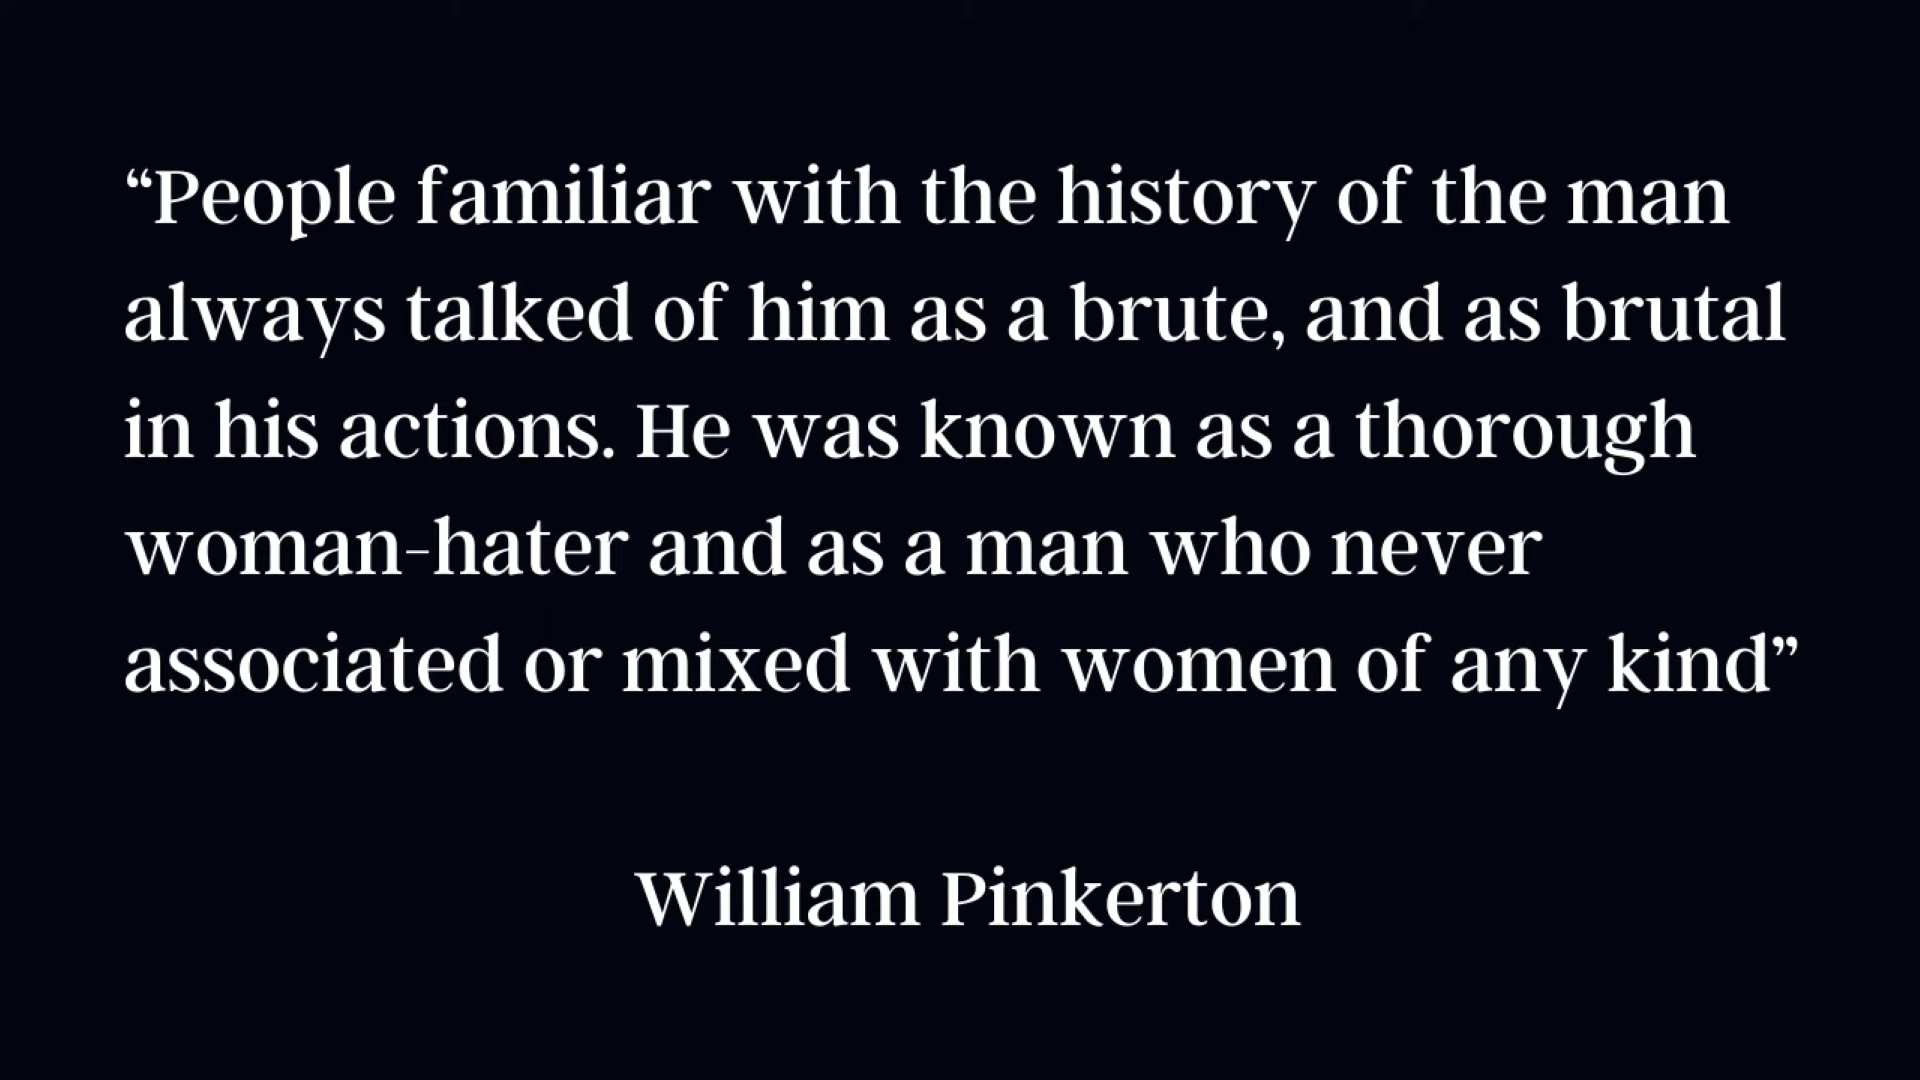 “People familiar with the history of the man
always talked of him as a brute, and as brutal
in his actions. He was known as a thorough
woman-hater and as a man who never
associated or mixed with women of any kind”
William Pinkerton